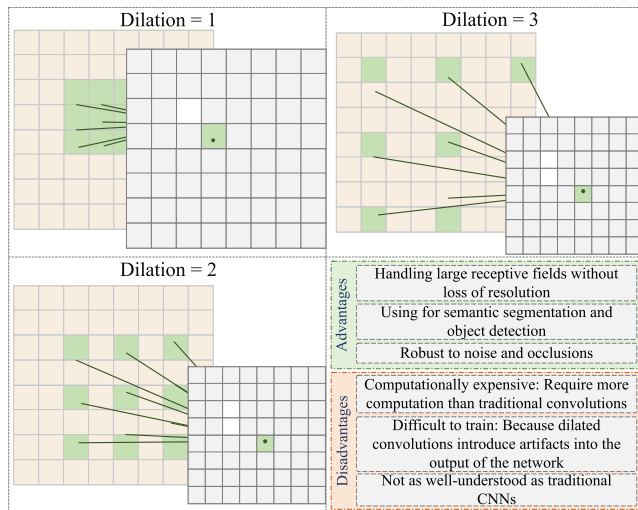 Dilation = 1
Dilation = 3
Dilation = 2
Advantages
Handling large receptive fields without
loss of resolution
Using for semantic segmentation and
object detection
Robust to noise and occlusions
Disadvantages
Computationally expensive: Require more
computation than traditional convolutions
Difficult to train: Because dilated
convolutions introduce artifacts into the
output of the network
Not as well-understood as traditional
CNNs